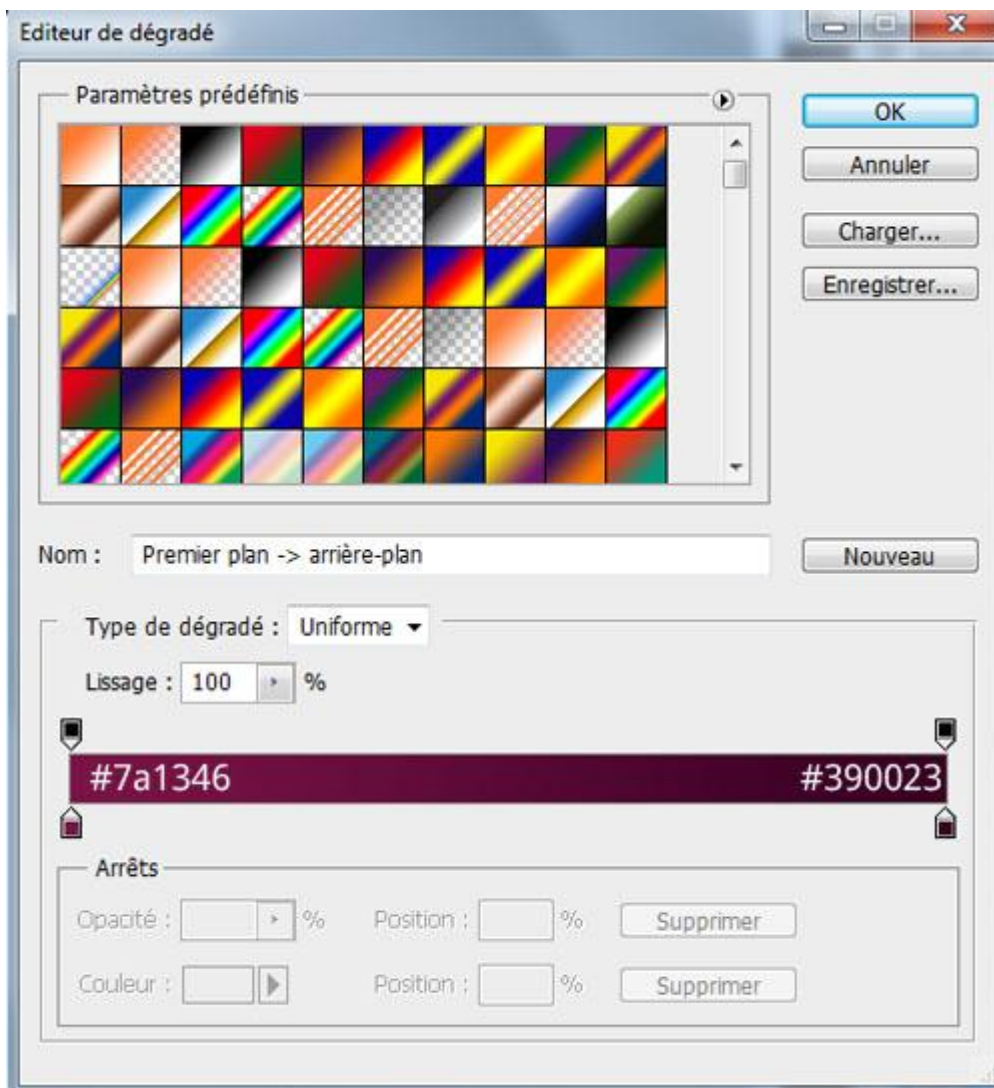 Editeur de dégradé
Paramètres prédéfinis
OK
Annuler
Charger...
Enregistrer...
Nom : Premier plan -> arrière-plan
Nouveau
Type de dégradé : Uniforme
Lissage : 100 %
#7a1346 #390023
Arrêts
Opacité : % Position : % Supprimer
Couleur : Position : % Supprimer